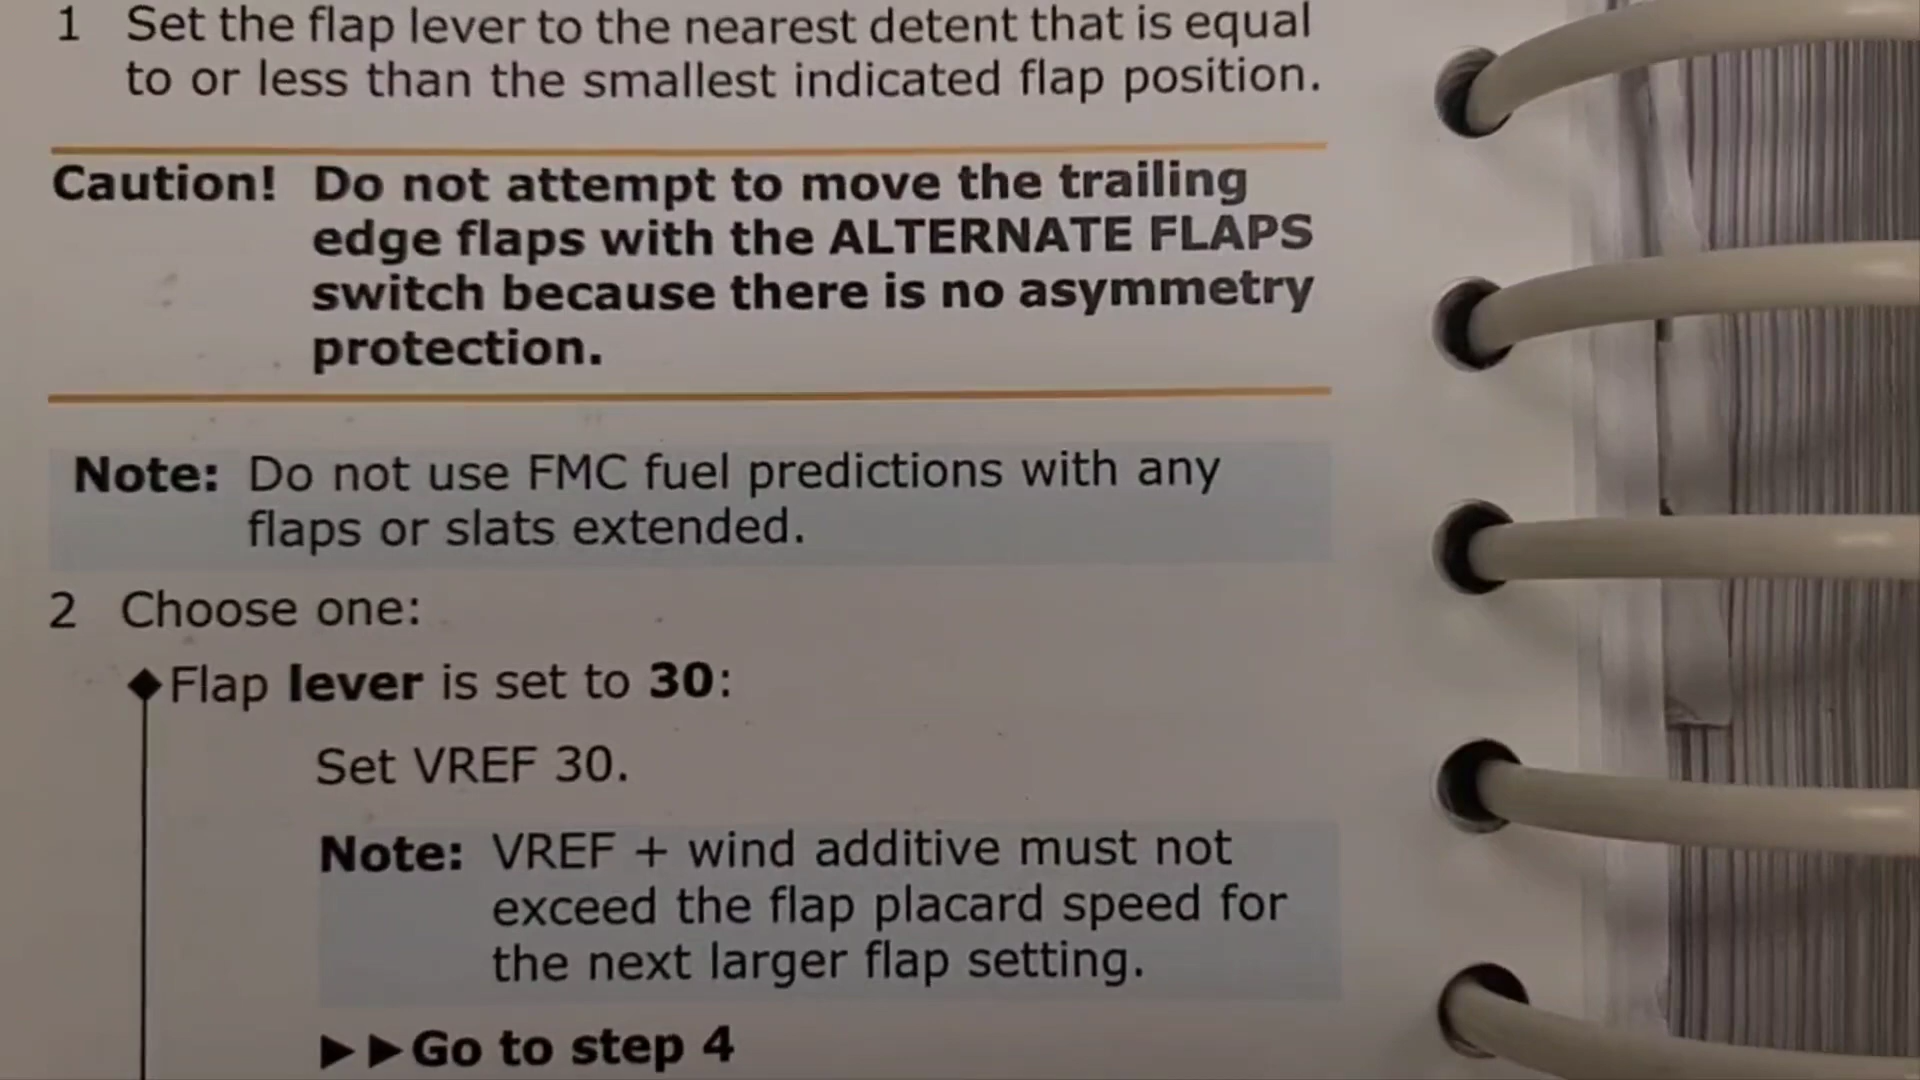 1 Set the flap lever to the nearest detent that is equal
to or less than the smallest indicated flap position.
Caution! Do not attempt to move the trailing
edge flaps with the ALTERNATE FLAPS
switch because there is no asymmetry
protection.
Note: Do not use FMC fuel predictions with any
flaps or slats extended.
2 Choose one:
◆Flap lever is set to 30:
Set VREF 30.
Note: VREF + wind additive must not
exceed the flap placard speed for
the next larger flap setting.
▶▶Go to step 4